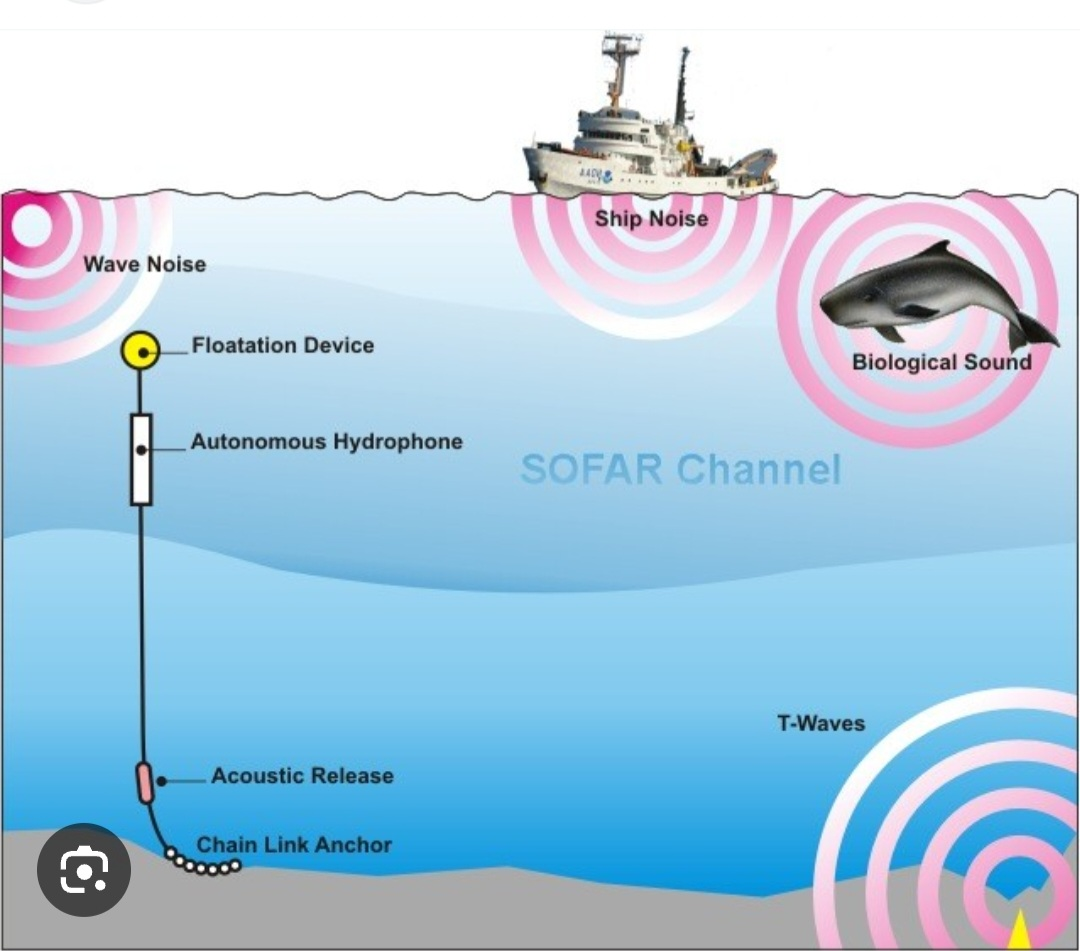 Ship Noise
Wave Noise
Floatation Device
Biological Sound
Autonomous Hydrophone
SOFAR Channel
T-Waves
Acoustic Release
Chain Link Anchor